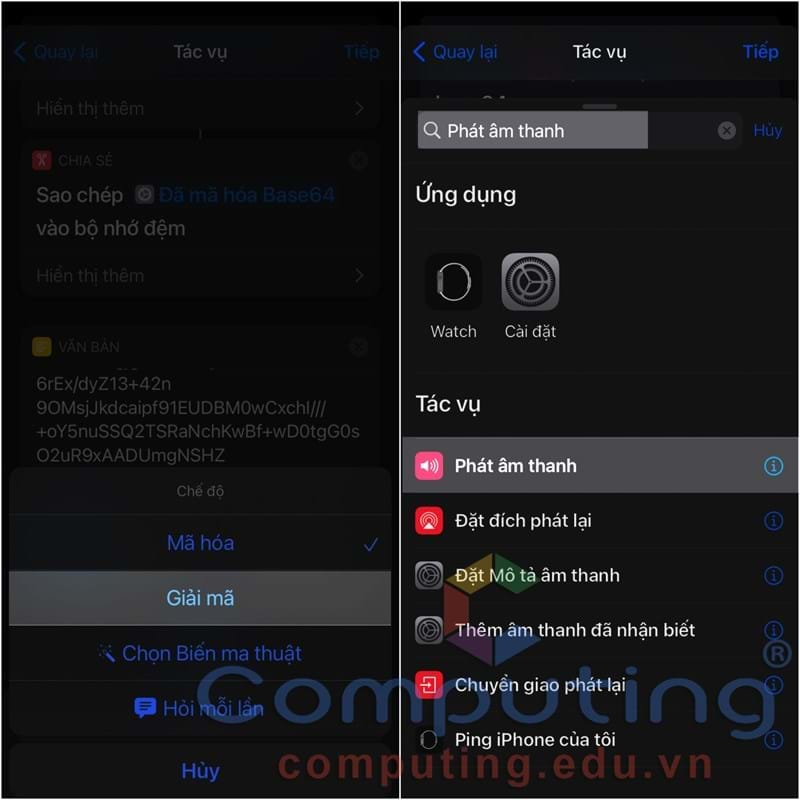 Quay lại
Tác vụ
Tiếp
Hiển thị thêm
CHIA SẺ
Sao chép Đã mã hóa Base64
vào bộ nhớ đệm
Hiển thị thêm
VĂN BẢN
6rEx/dyZ13+42n
9OMsjJkdcaipf91EUDBM0wCxchI///
+oY5nuSSQ2TSRaNchKwBf+wD0tgG0s
O2uR9xAADUmgNSHZ
Chế độ
Mã hóa
Giải mã
Chọn Biến ma thuật
Hỏi mỗi lần
Hủy
Quay lại
Tác vụ
Tiếp
Phát âm thanh
Hủy
Ứng dụng
Watch
Cài đặt
Tác vụ
Phát âm thanh
Đặt đích phát lại
Đặt Mô tả âm thanh
Thêm âm thanh đã nhận biết
Chuyển giao phát lại
Ping iPhone của tôi
Computing®
computing.edu.vn